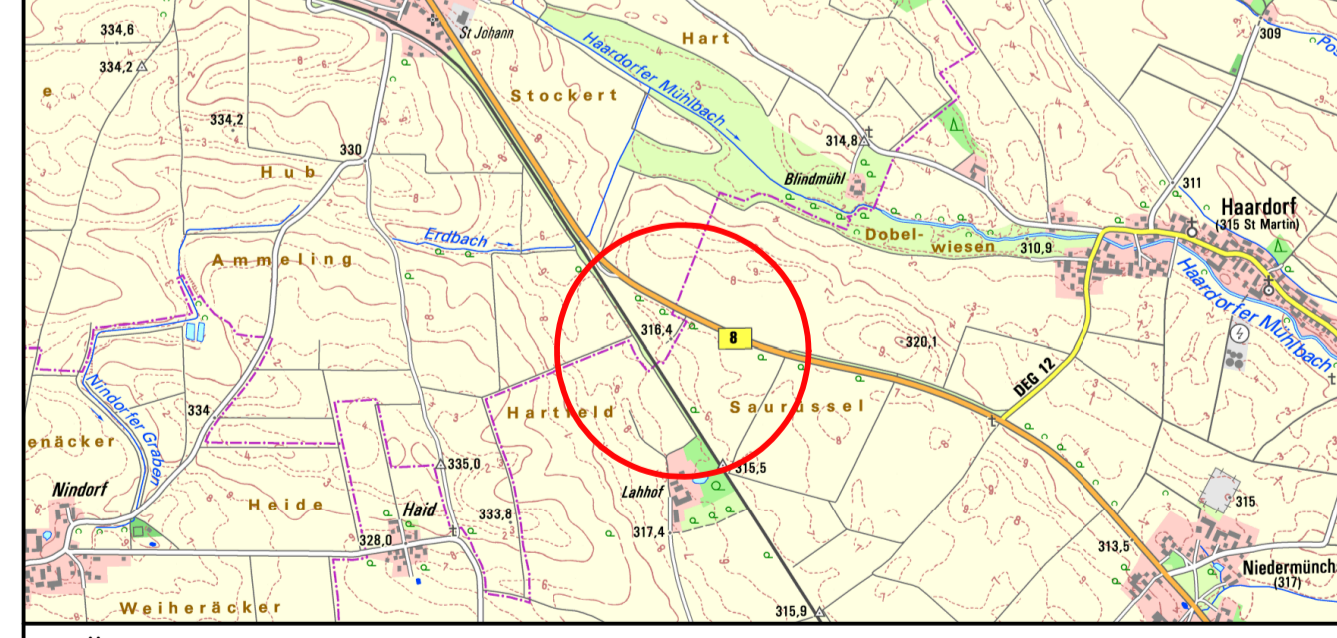 334,6
St Johann
309
Hart
334,2
e
Haardorfer Mühlbach
Stockert
334,2
314,8
330
Hub
Blindmühl
311
Haardorf
(315 St Martin)
Erdbach
Dobel-
wiesen
310,9
Ammeling
Haardorfer Mühlbach
316,4
8
320,1
DEG 12
Nindorfer Graben
334
Hartfeld
Saurüssel
enäcker
335,0
315,5
Nindorf
Lahhof
Heide
Haid
333,8
315
317,4
328,0
313,5
Niedermünch
(317)
Weiheräcker
315,9